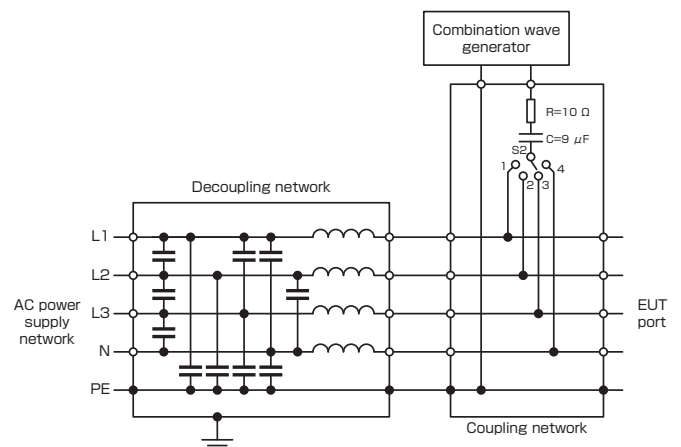 Combination wave
generator
R=10 Ω
C=9 μF
S2
1
4
2
3
Decoupling network
L1
L2
L3
N
PE
AC power
supply
network
EUT
port
Coupling network